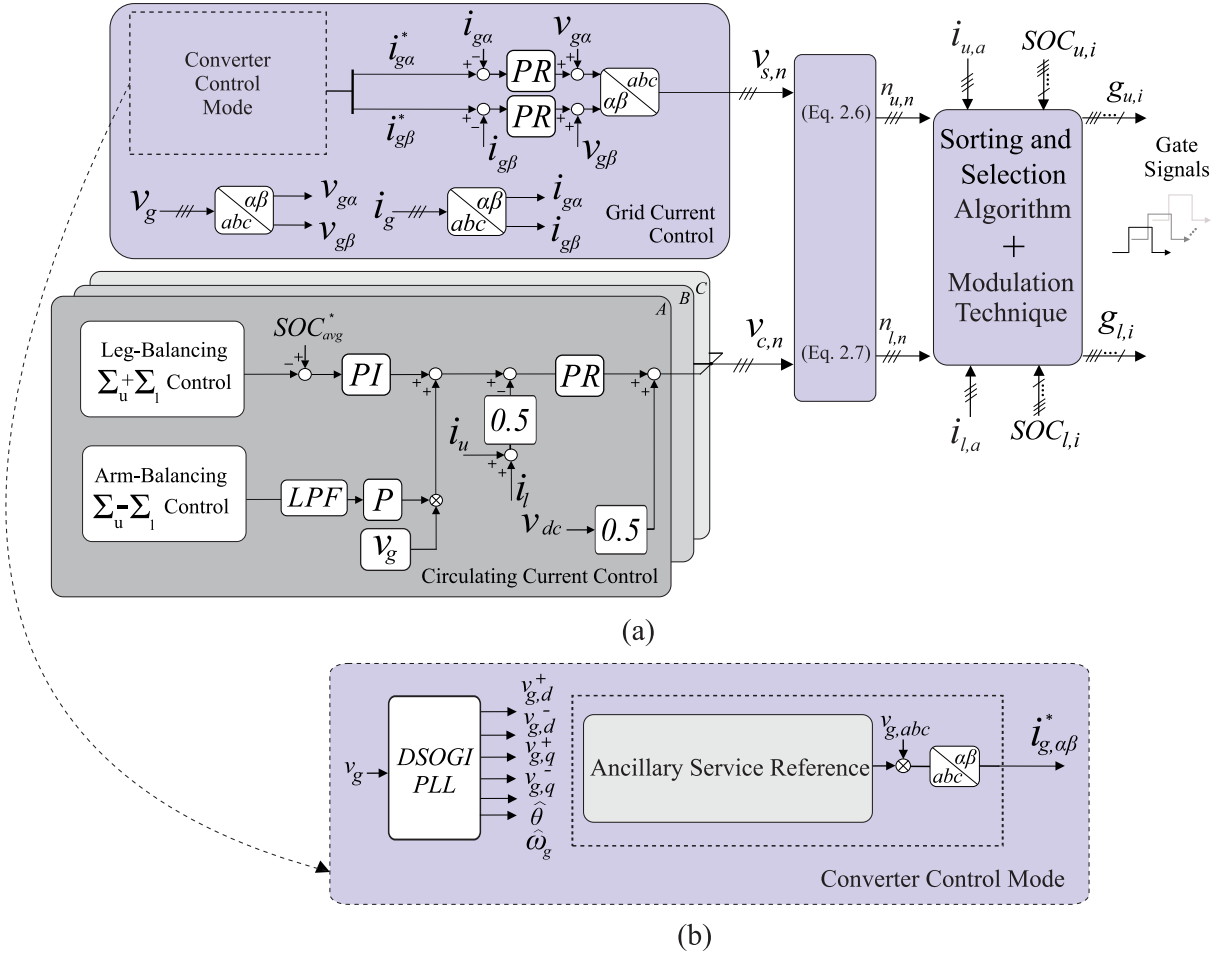 Converter
Control
Mode
i*gα
i*gβ
igα
vgα
+ −
PR
+ +
abc
αβ
+ −
PR
+ +
igβ
vgβ
vg
αβ
abc
vgα
vgβ
ig
αβ
abc
igα
igβ
Grid Current
Control
vs,n
vc,n
(Eq. 2.6)
(Eq. 2.7)
nu,n
nl,n
iu,a
SOCu,i
Sorting and
Selection
Algorithm
+
Modulation
Technique
il,a
SOCl,i
gu,i
gl,i
Gate
Signals
A
B
C
Leg-Balancing
∑u+∑l Control
SOC*avg
− +
PI
+ +
+ −
PR
+ +
0.5
iu
+ +
il
Arm-Balancing
∑u−∑l Control
LPF
P
vg
vdc
0.5
Circulating Current Control
(a)
vg
DSOGI
PLL
v+g,d
v-g,d
v+g,q
v-g,q
θ̂
ω̂g
Ancillary Service Reference
vg,abc
αβ
abc
i*g,αβ
Converter Control Mode
(b)